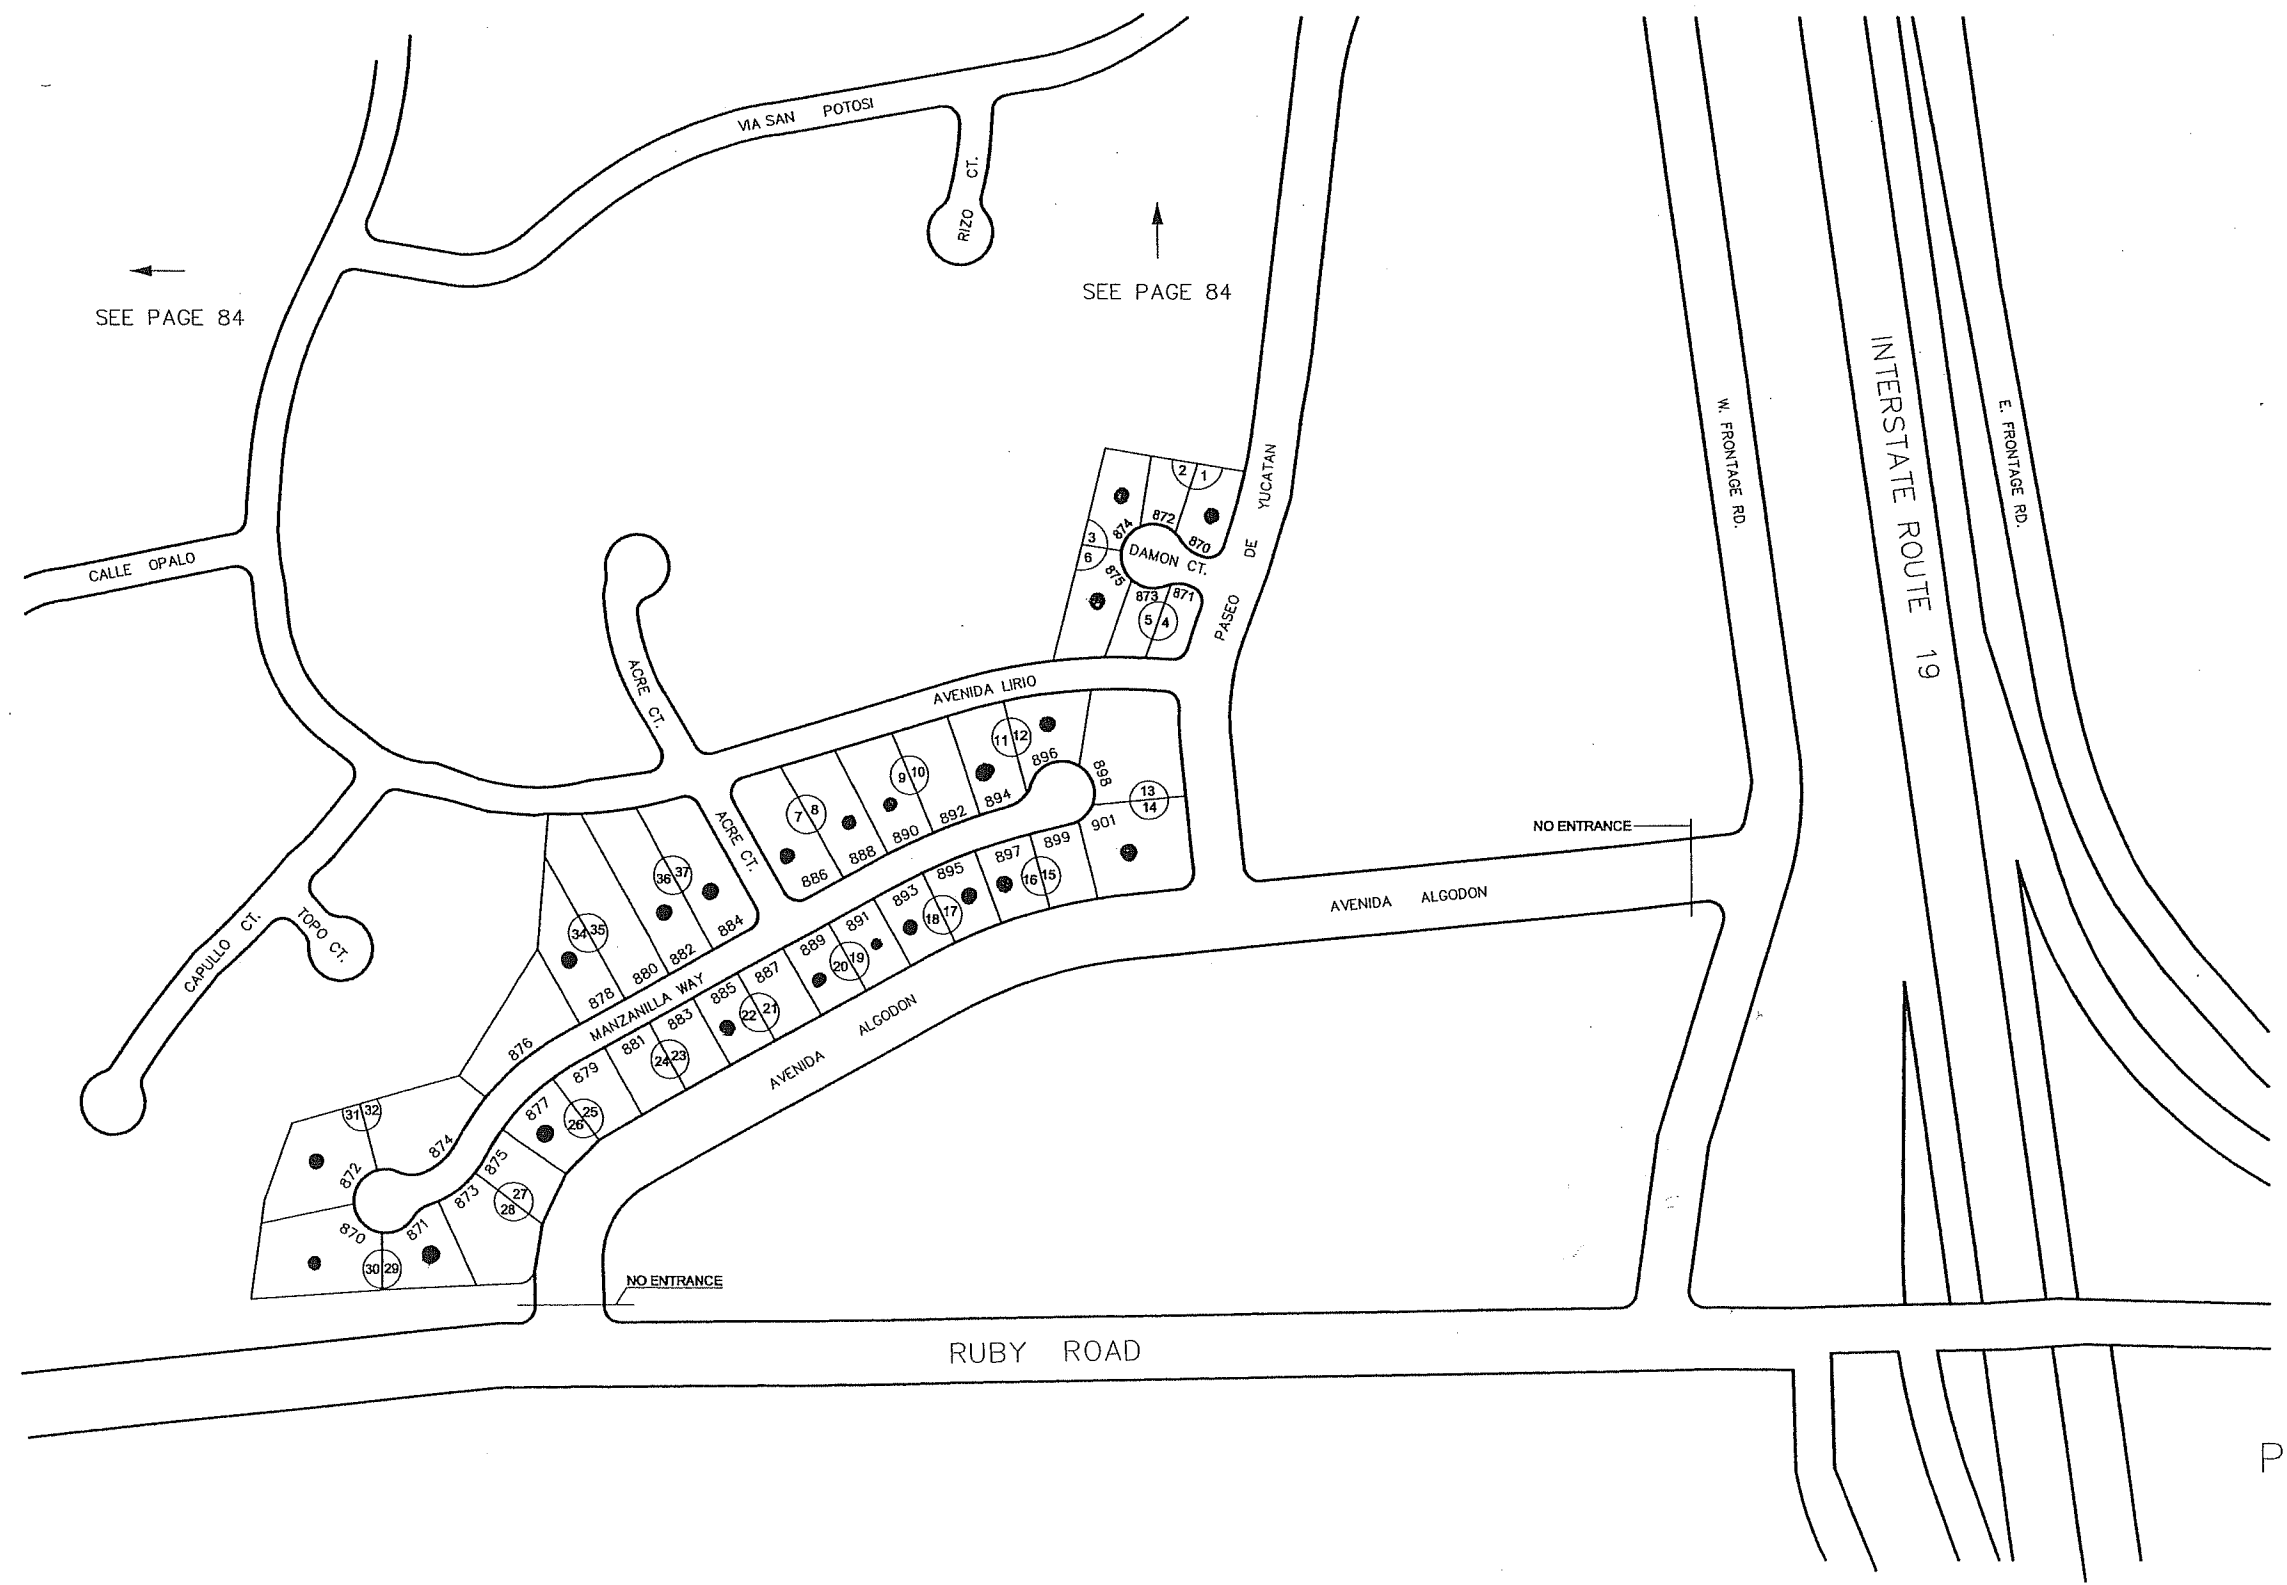 VIA SAN POTOSI
RIZO CT.
SEE PAGE 84
SEE PAGE 84
INTERSTATE ROUTE 19
W. FRONTAGE RD.
E. FRONTAGE RD.
PASEO DE YUCATAN
2 1
872
874
870
3
6
DAMON CT.
875
873 871
5 4
CALLE OPALO
ACRE CT.
AVENIDA LIRIO
11 12
896
898
9 10
894
13
14
7 8
892
890
888
886
901
899
897
895
893
891
889
887
885
883
881
879
877
875
873
871
870
872
874
876
878
880
882
884
ACRE CT.
NO ENTRANCE
AVENIDA ALGODON
36 37
16 15
18 17
34 35
20 19
22 21
24 23
26 25
27
28
30 29
31 32
MANZANILLA WAY
TOPO CT.
CAPULLO CT.
AVENIDA ALGODON
NO ENTRANCE
RUBY ROAD
P